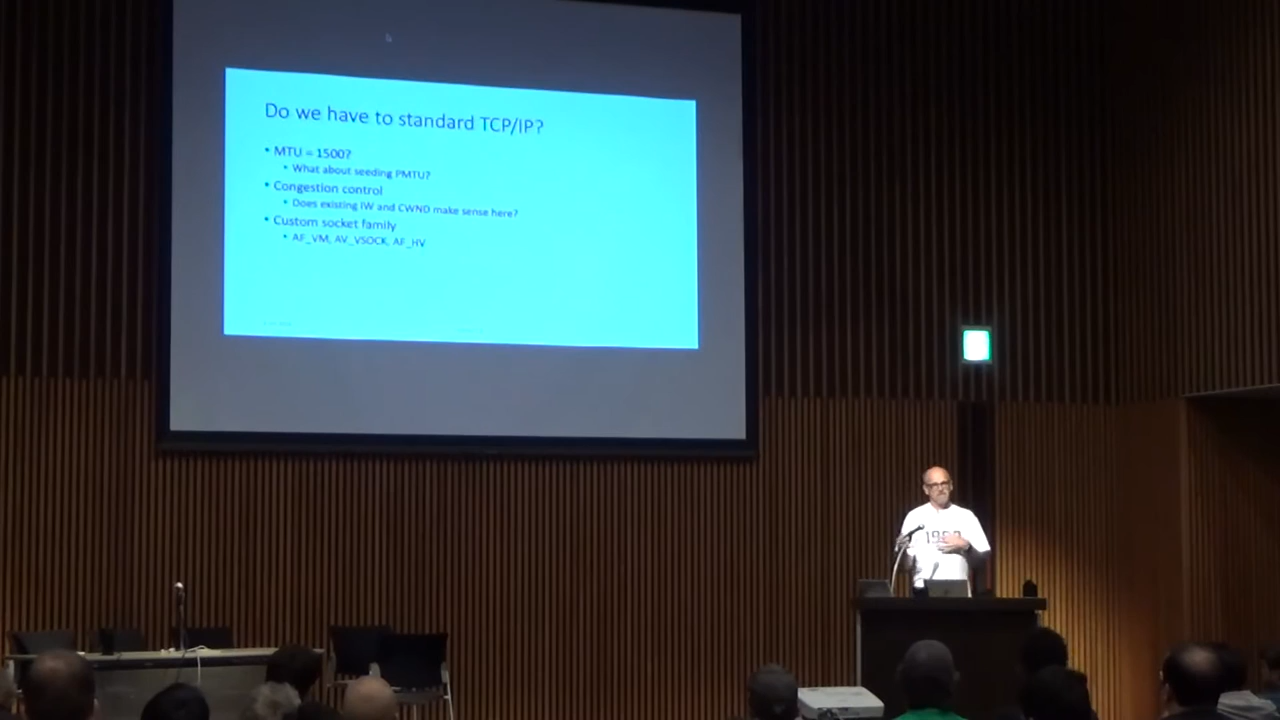 Do we have to standard TCP/IP?
• MTU = 1500?
• What about seeding PMTU?
• Congestion control
• Does existing IW and CWND make sense here?
• Custom socket family
• AF_VM, AV_VSOCK, AF_HV